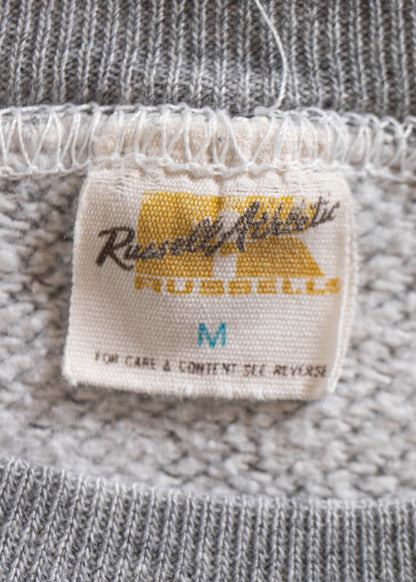 Russell Athletic
RUSSELL
M
FOR CARE & CONTENT SEE REVERSE